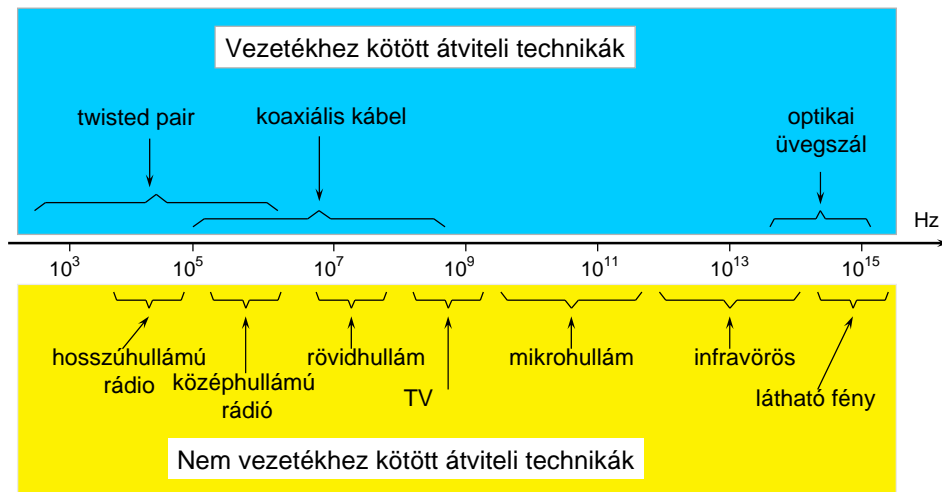 Vezetékhez kötött átviteli technikák
twisted pair
koaxiális kábel
optikai
üvegszál
Hz
10³
10⁵
10⁷
10⁹
10¹¹
10¹³
10¹⁵
hosszúhullámú
rádio
középhullámú
rádió
rövidhullám
TV
mikrohullám
infravörös
látható fény
Nem vezetékhez kötött átviteli technikák